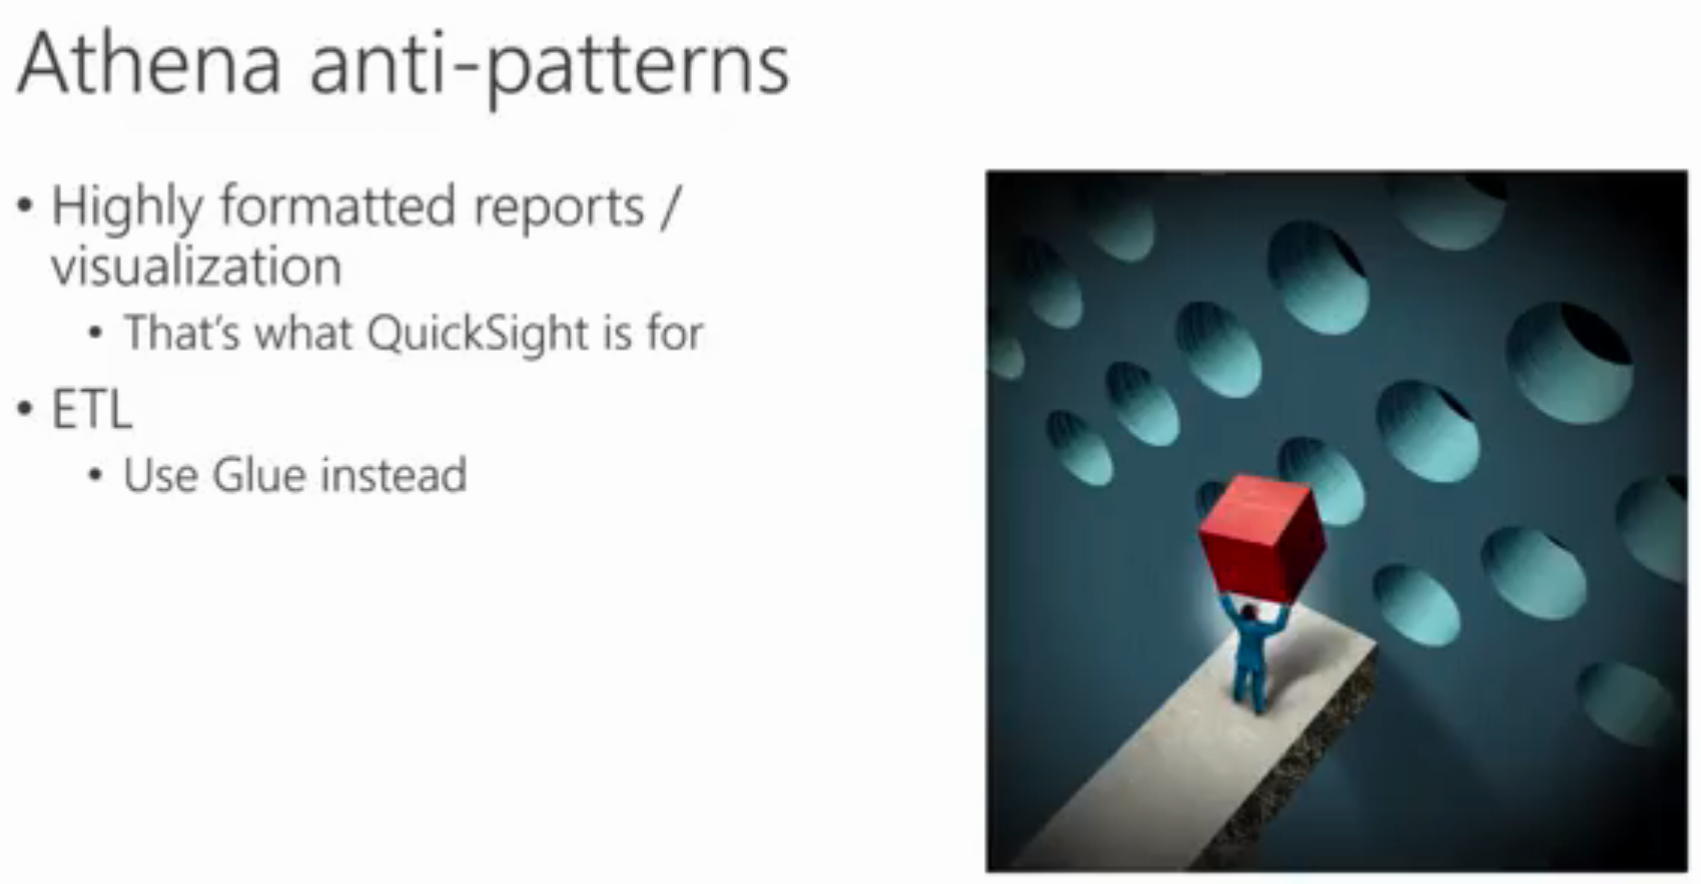 Athena anti-patterns
• Highly formatted reports /
visualization
• That's what QuickSight is for
• ETL
• Use Glue instead